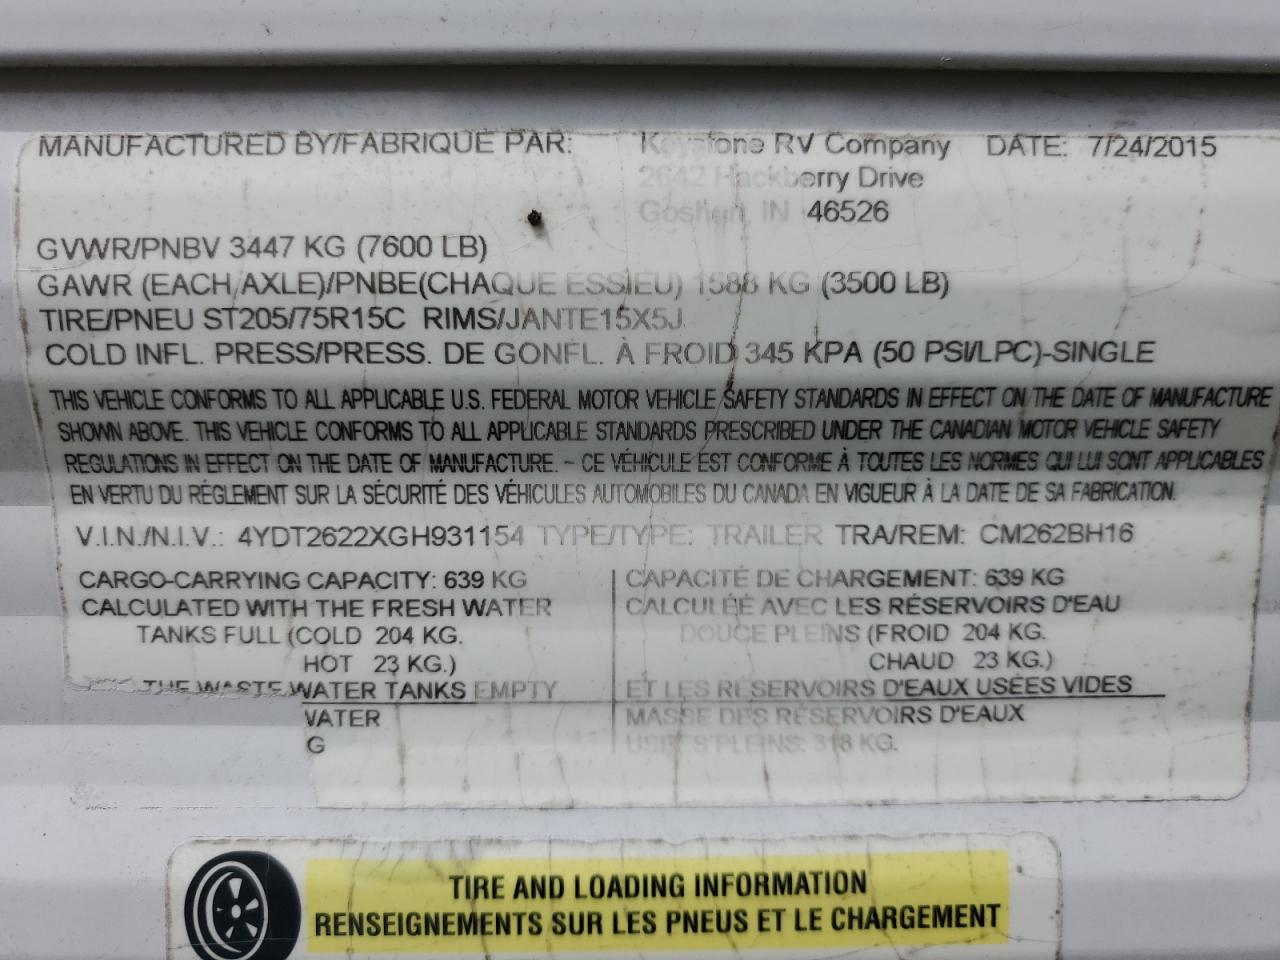 MANUFACTURED BY/FABRIQUÉ PAR: Keystone RV Company DATE: 7/24/2015
2642 Hackberry Drive
Goshen, IN 46526
GVWR/PNBV 3447 KG (7600 LB)
GAWR (EACH AXLE)/PNBE(CHAQUE ESSIEU) 1588 KG (3500 LB)
TIRE/PNEU ST205/75R15C RIMS/JANTE15X5J
COLD INFL. PRESS/PRESS. DE GONFL. À FROID 345 KPA (50 PSI/LPC)-SINGLE
THIS VEHICLE CONFORMS TO ALL APPLICABLE U.S. FEDERAL MOTOR VEHICLE SAFETY STANDARDS IN EFFECT ON THE DATE OF MANUFACTURE
SHOWN ABOVE. THIS VEHICLE CONFORMS TO ALL APPLICABLE STANDARDS PRESCRIBED UNDER THE CANADIAN MOTOR VEHICLE SAFETY
REGULATIONS IN EFFECT ON THE DATE OF MANUFACTURE. ~ CE VÉHICULE EST CONFORME À TOUTES LES NORMES QUI LUI SONT APPLICABLES
EN VERTU DU RÈGLEMENT SUR LA SÉCURITÉ DES VÉHICULES AUTOMOBILES DU CANADA EN VIGUEUR À LA DATE DE SA FABRICATION.
V.I.N./N.I.V.: 4YDT2622XGH931154 TYPE/TYPE: TRAILER TRA/REM: CM262BH16
CARGO-CARRYING CAPACITY: 639 KG
CALCULATED WITH THE FRESH WATER
TANKS FULL (COLD 204 KG.
HOT 23 KG.)
THE WASTE WATER TANKS EMPTY
WATER
G
CAPACITÉ DE CHARGEMENT: 639 KG
CALCULÉE AVEC LES RÉSERVOIRS D'EAU
DOUCE PLEINS (FROID 204 KG.
CHAUD 23 KG.)
ET LES RÉSERVOIRS D'EAUX USÉES VIDES
MASSE DES RÉSERVOIRS D'EAUX
USÉES PLEINS: 318 KG.
TIRE AND LOADING INFORMATION
RENSEIGNEMENTS SUR LES PNEUS ET LE CHARGEMENT